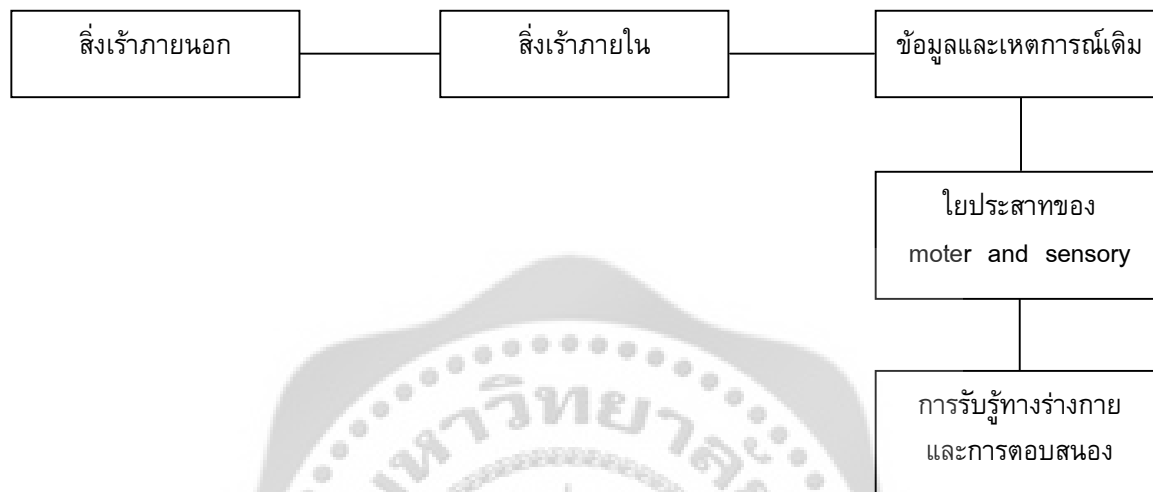 สิ่งเร้าภายนอก
สิ่งเร้าภายใน
ข้อมูลและเหตการณ์เดิม
ใยประสาทของ
moter and sensory
การรับรู้ทางร่างกาย
และการตอบสนอง